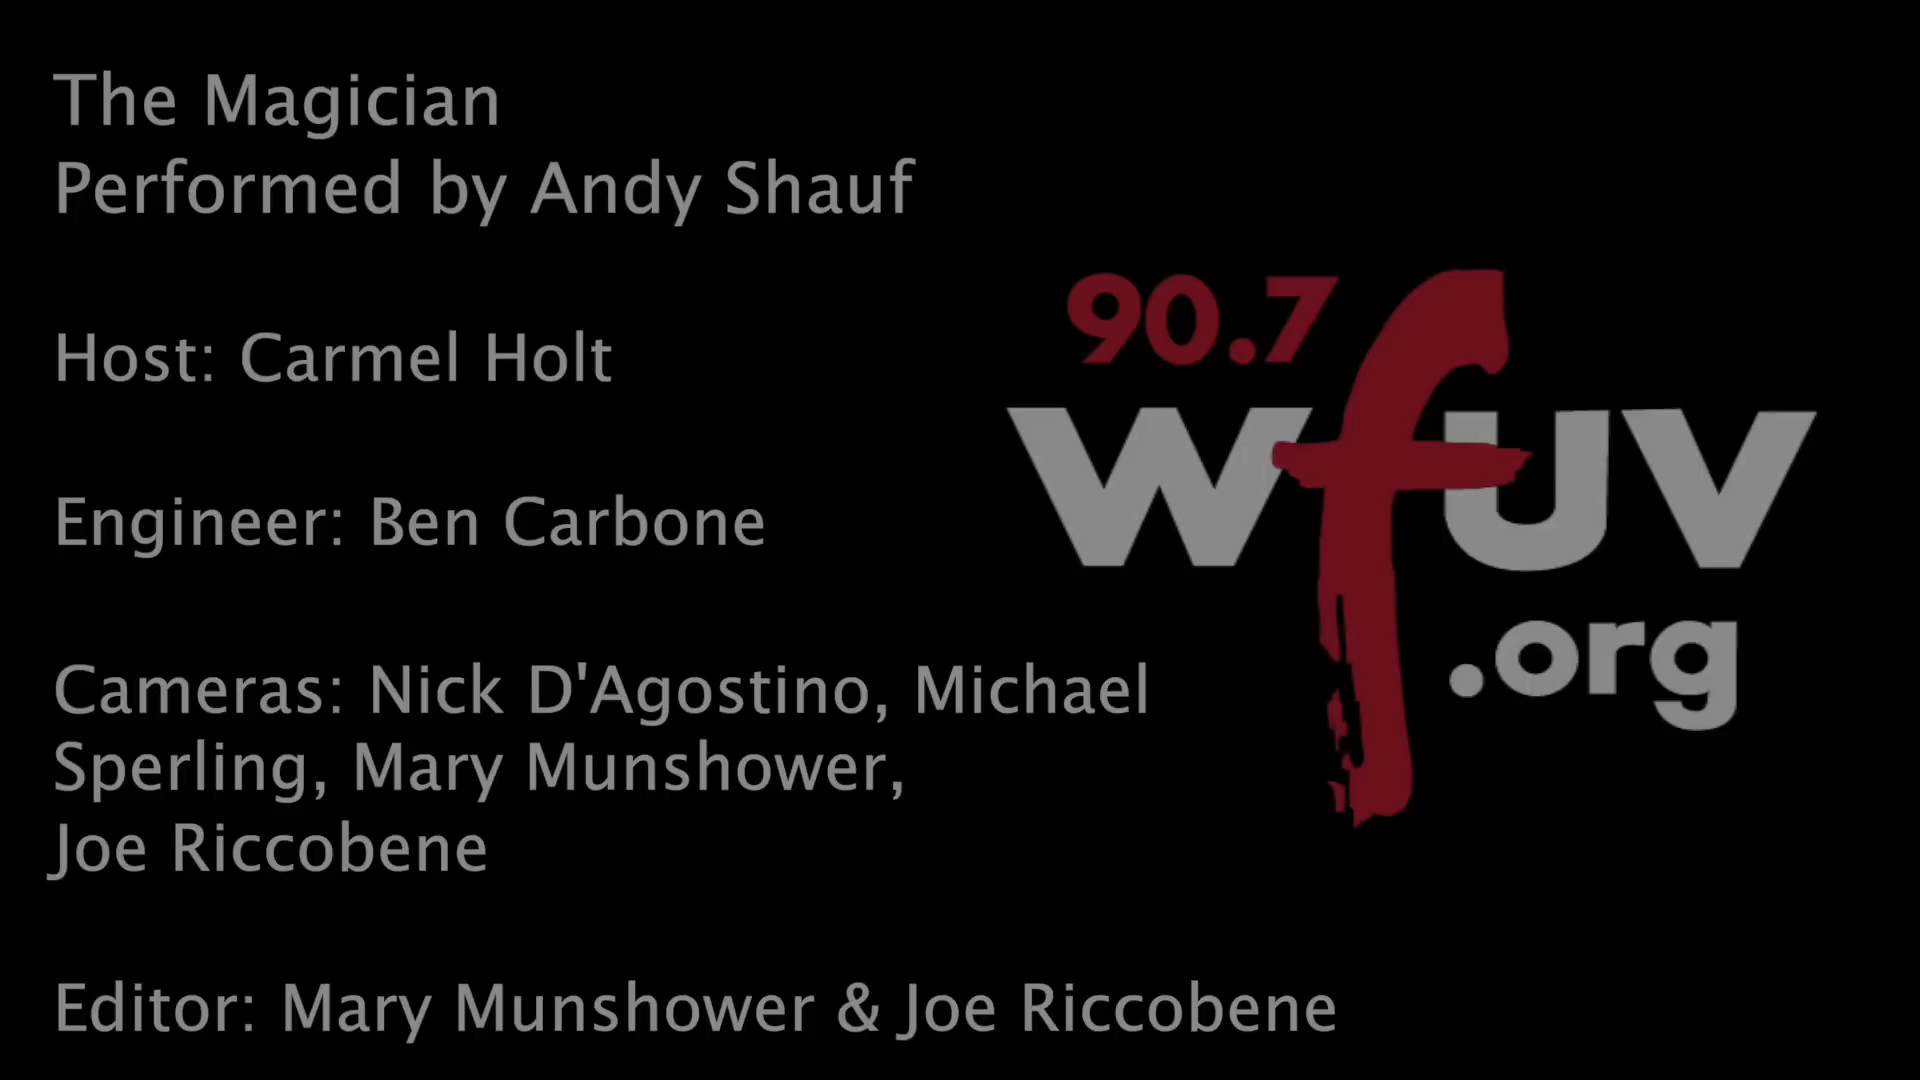 The Magician
Performed by Andy Shauf
Host: Carmel Holt
Engineer: Ben Carbone
Cameras: Nick D'Agostino, Michael
Sperling, Mary Munshower,
Joe Riccobene
Editor: Mary Munshower & Joe Riccobene
90.7
wfuv
.org